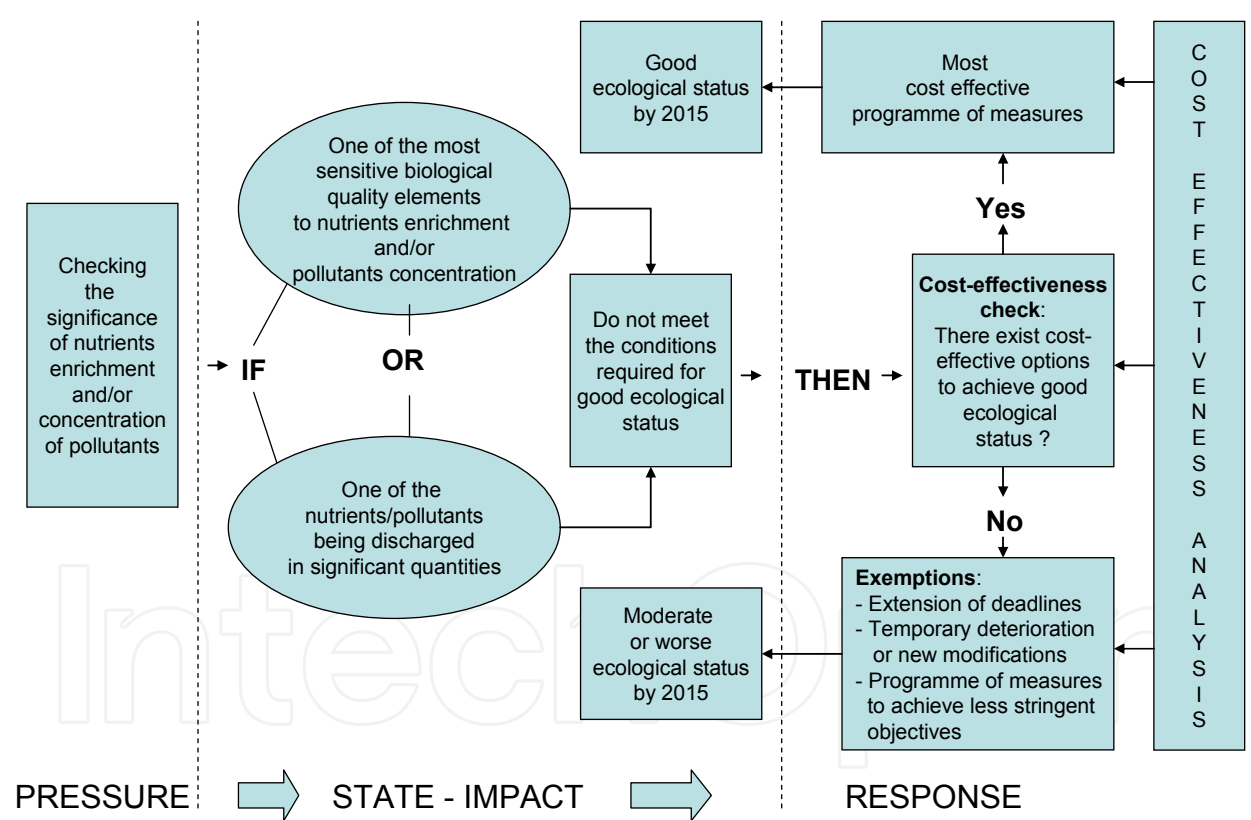 Checking
the
significance
of nutrients
enrichment
and/or
concentration
of pollutants
IF
One of the most
sensitive biological
quality elements
to nutrients enrichment
and/or
pollutants concentration
OR
One of the
nutrients/pollutants
being discharged
in significant quantities
Do not meet
the conditions
required for
good ecological
status
THEN
Cost-effectiveness
check:
There exist cost-
effective options
to achieve good
ecological
status ?
Yes
Most
cost effective
programme of measures
Good
ecological status
by 2015
No
Exemptions:
- Extension of deadlines
- Temporary deterioration
or new modifications
- Programme of measures
to achieve less stringent
objectives
Moderate
or worse
ecological status
by 2015
COST EFFECTIVENESS ANALYSIS
PRESSURE
STATE - IMPACT
RESPONSE